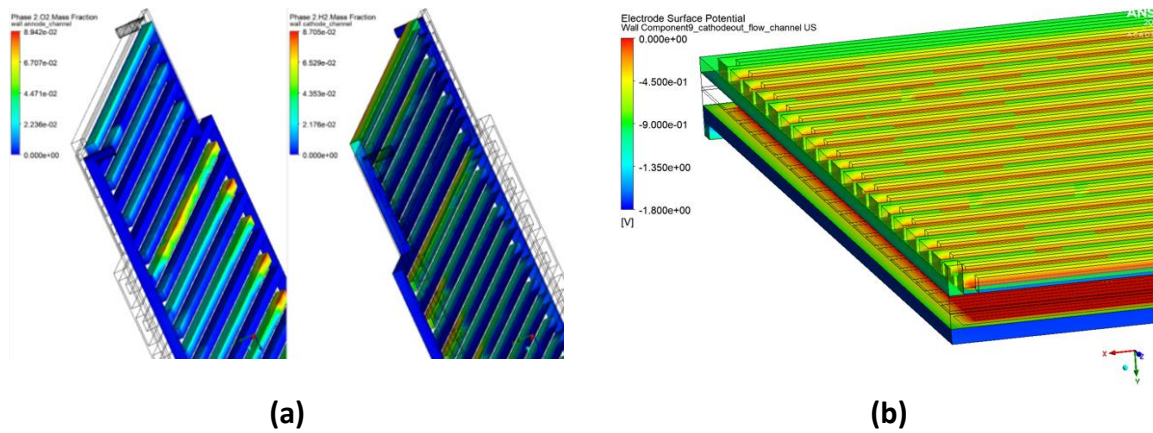 Phase 2.O2.Mass Fraction
wall annode_channel
8.942e-02
6.707e-02
4.471e-02
2.236e-02
0.000e+00
Phase 2.H2.Mass Fraction
wall cathode_channel
8.705e-02
6.529e-02
4.353e-02
2.176e-02
0.000e+00
(a)
Electrode Surface Potential
Wall Component9_cathodeout_flow_channel US
0.000e+00
-4.500e-01
-9.000e-01
-1.350e+00
-1.800e+00
[V]
X
Z
Y
(b)